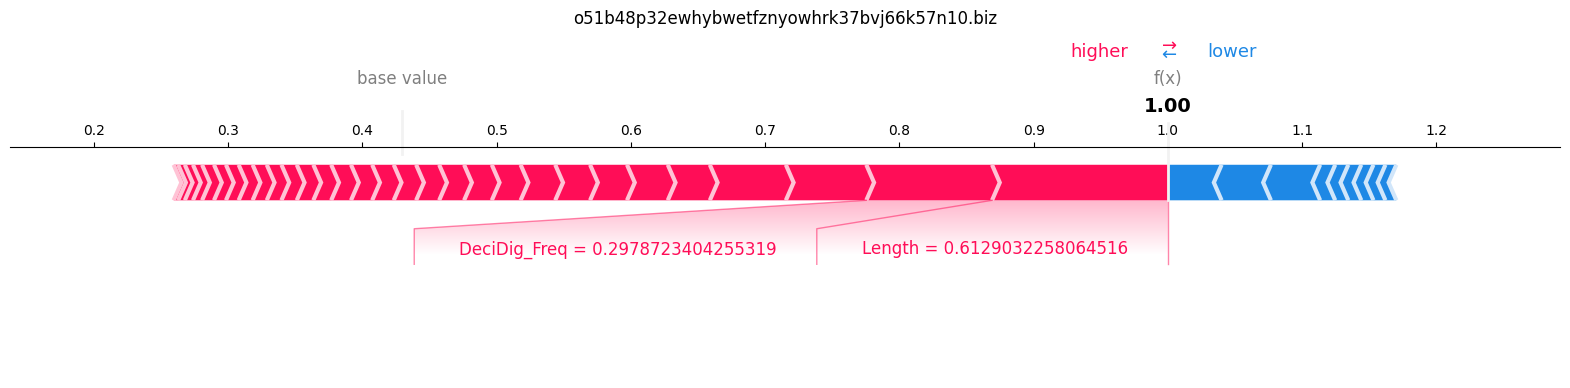 o51b48p32ewhybwetfznyowhrk37bvj66k57n10.biz
higher ⇄ lower
base value f(x)
1.00
0.2 0.3 0.4 0.5 0.6 0.7 0.8 0.9 1.0 1.1 1.2
DeciDig_Freq = 0.2978723404255319 Length = 0.6129032258064516